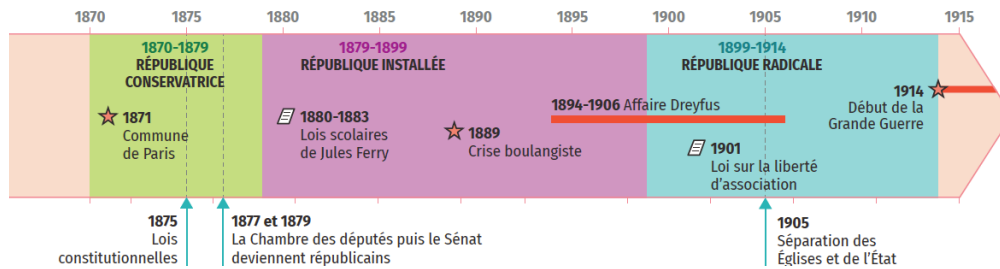 1870 1875 1880 1885 1890 1895 1900 1905 1910 1915
1870-1879
RÉPUBLIQUE
CONSERVATRICE
1879-1899
RÉPUBLIQUE INSTALLÉE
1899-1914
RÉPUBLIQUE RADICALE
1871
Commune
de Paris
1880-1883
Lois scolaires
de Jules Ferry
1889
Crise boulangiste
1894-1906 Affaire Dreyfus
1901
Loi sur la liberté
d'association
1914
Début de la
Grande Guerre
1875
Lois
constitutionnelles
1877 et 1879
La Chambre des députés puis le Sénat
deviennent républicains
1905
Séparation des
Églises et de l'État